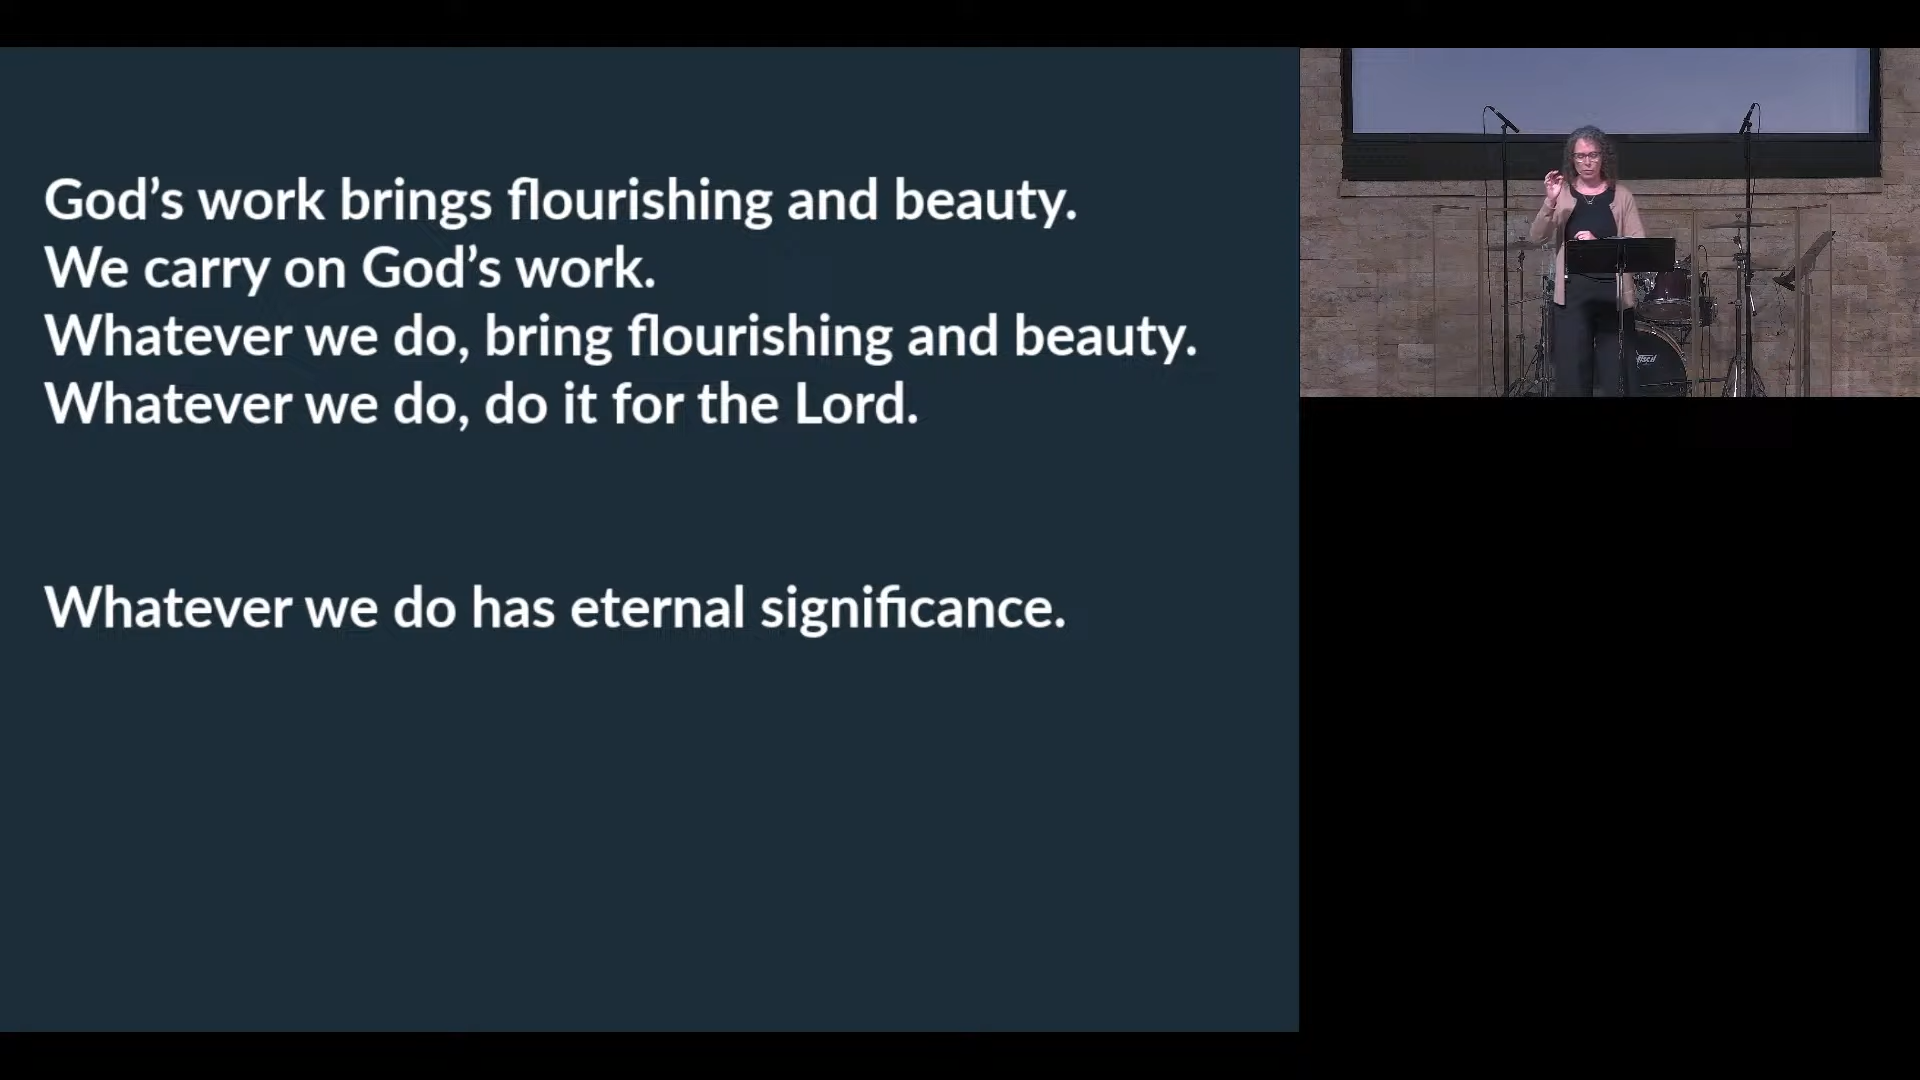 God’s work brings flourishing and beauty.
We carry on God’s work.
Whatever we do, bring flourishing and beauty.
Whatever we do, do it for the Lord.
Whatever we do has eternal significance.